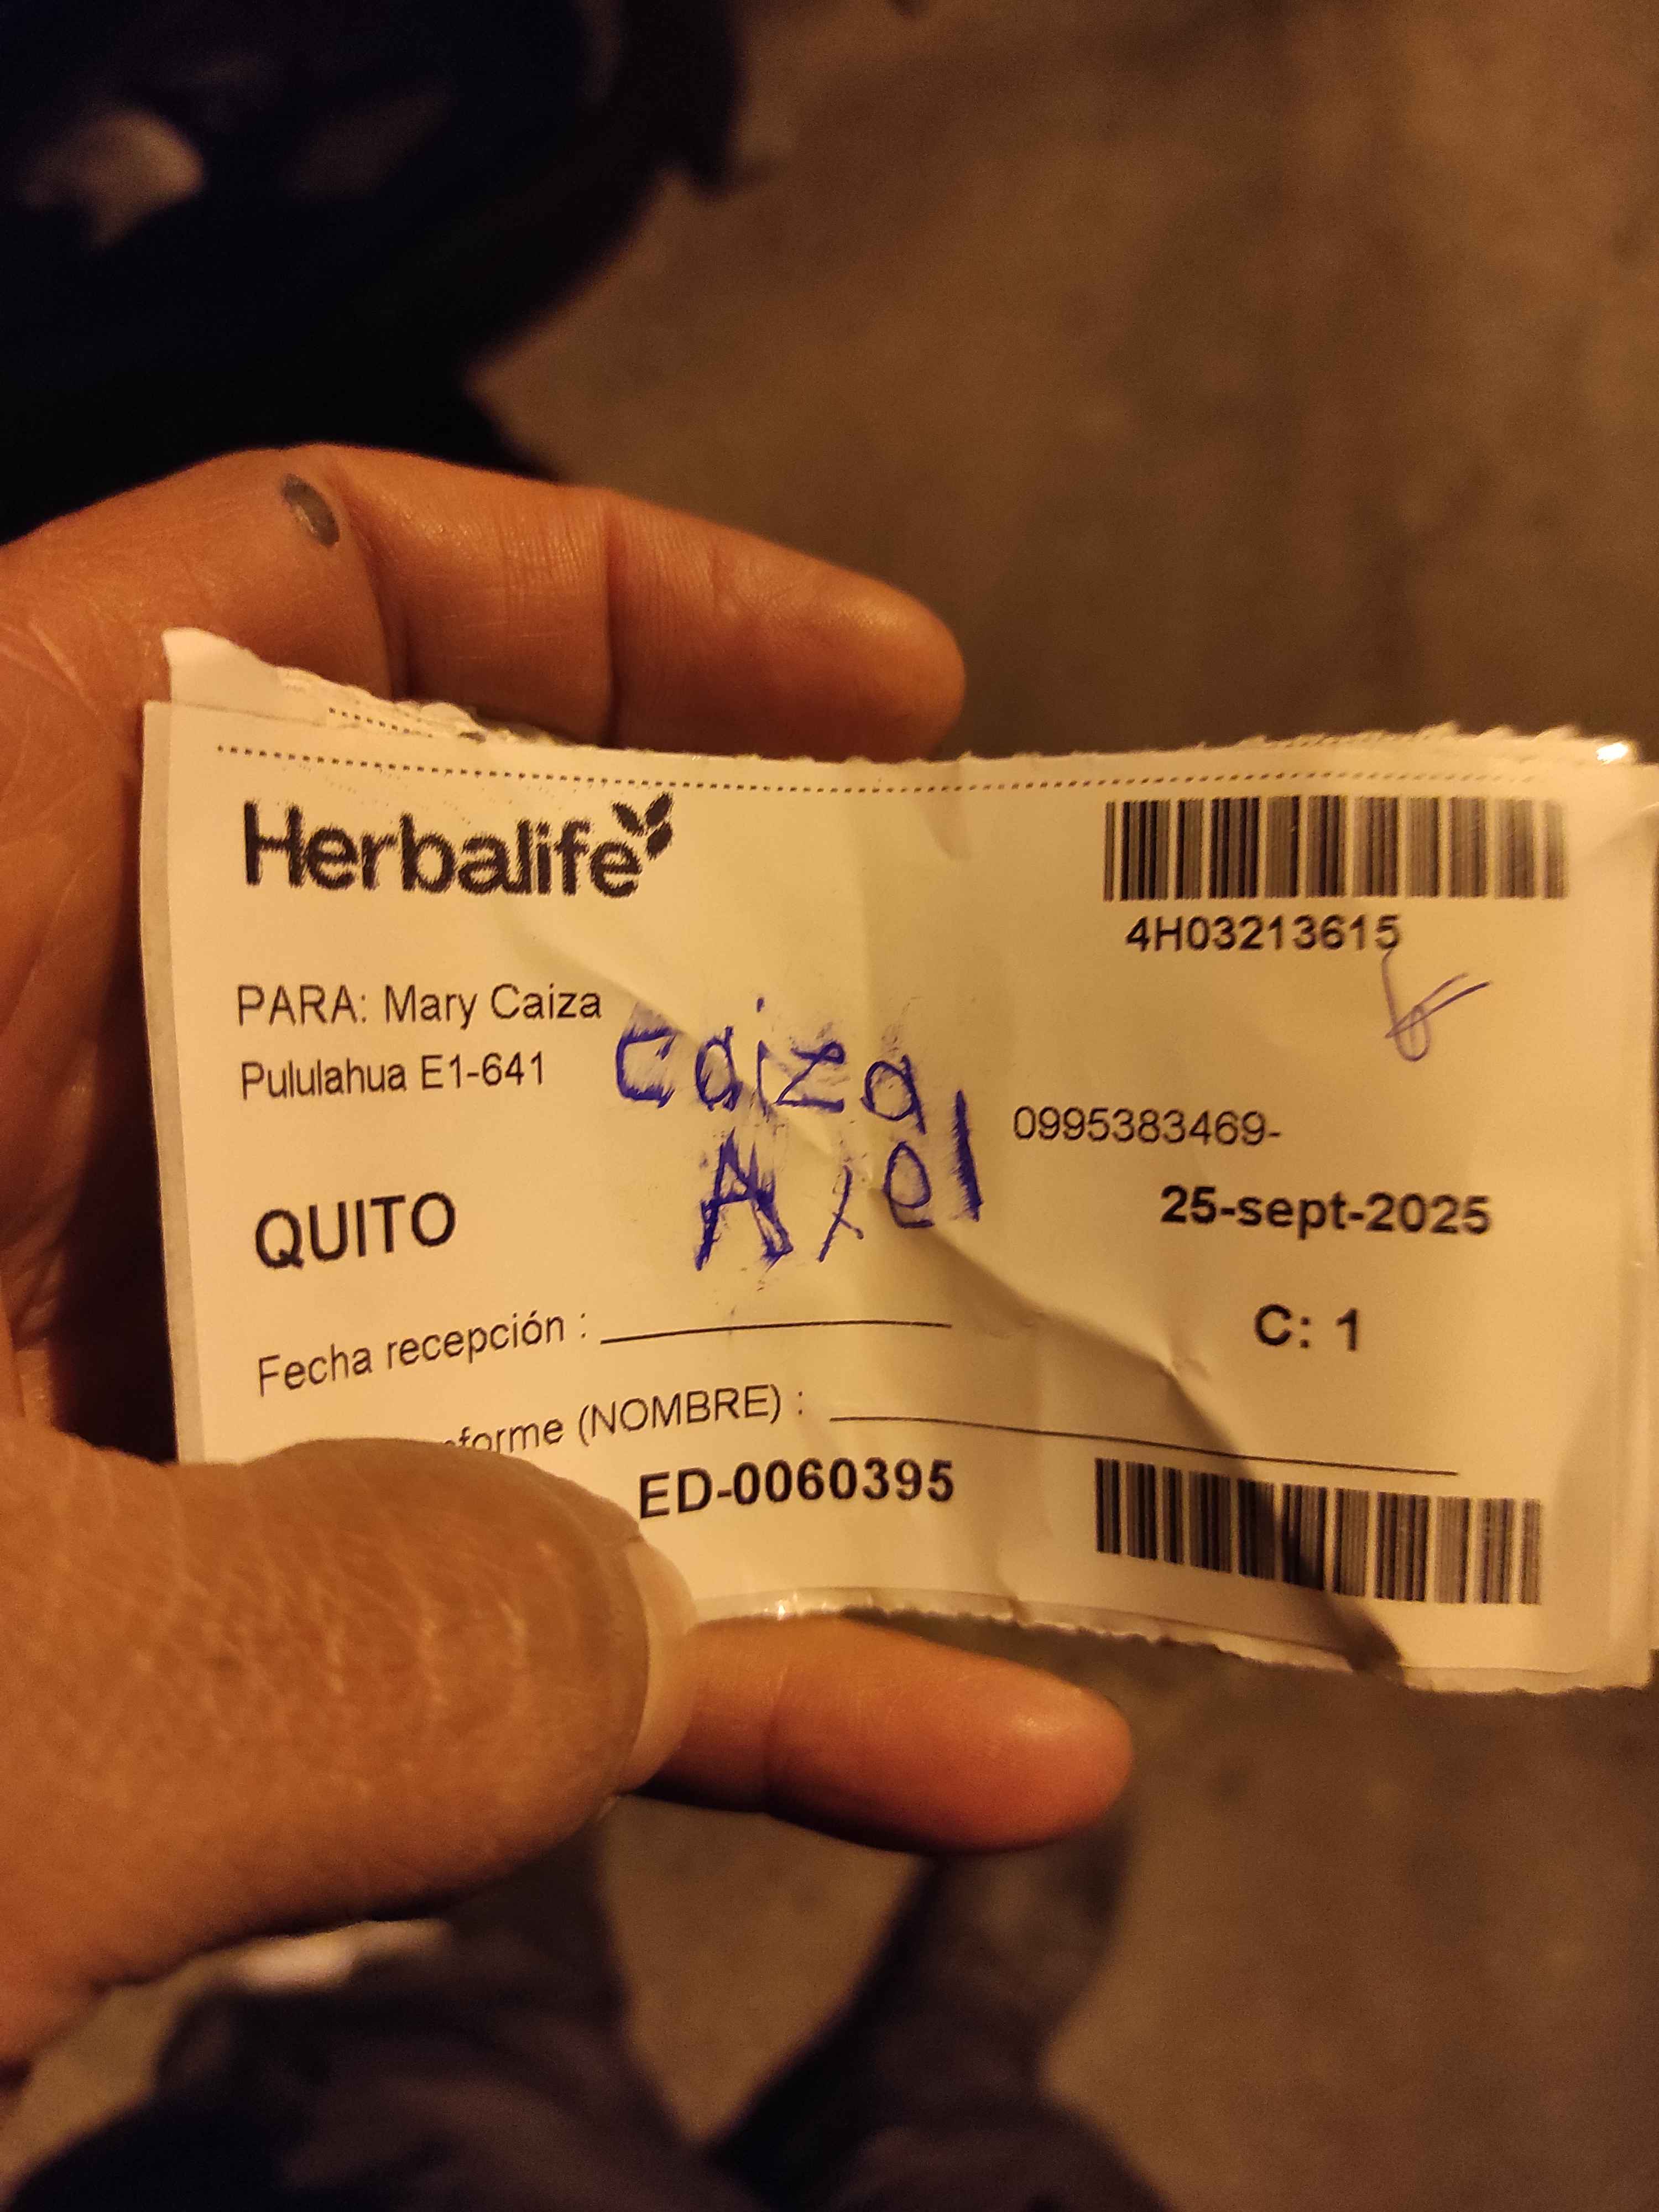 Herbalife
4H03213615
PARA: Mary Caiza
Pululahua E1-641
Caiza
Axel
0995383469-
QUITO
25-sept-2025
Fecha recepción :
C: 1
nforme (NOMBRE) :
ED-0060395